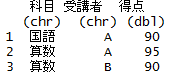 科目 受講者 得点
(chr) (chr) (dbl)
1 国語 A 90
2 算数 A 95
3 算数 B 90